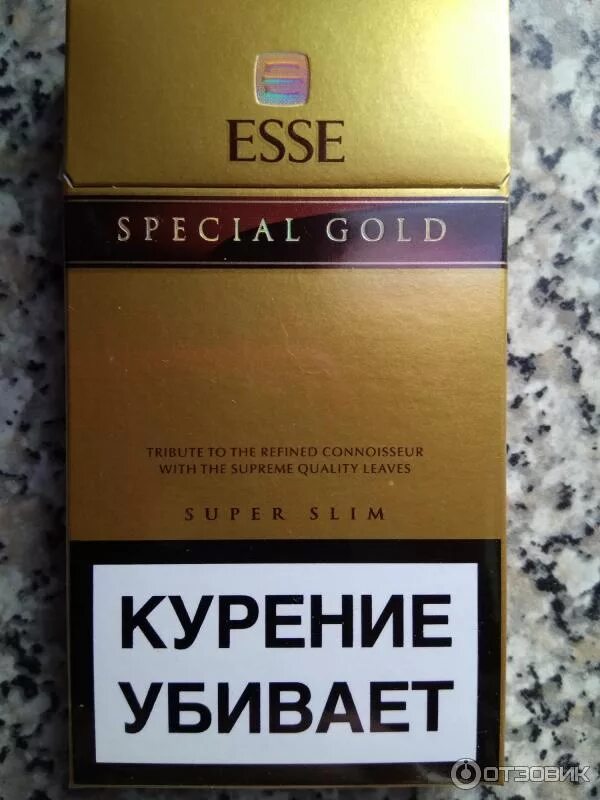 ESSE
SPECIAL GOLD
TRIBUTE TO THE REFINED CONNOISSEUR
WITH THE SUPREME QUALITY LEAVES
SUPER SLIM
КУРЕНИЕ
УБИВАЕТ
ОТЗОВИК